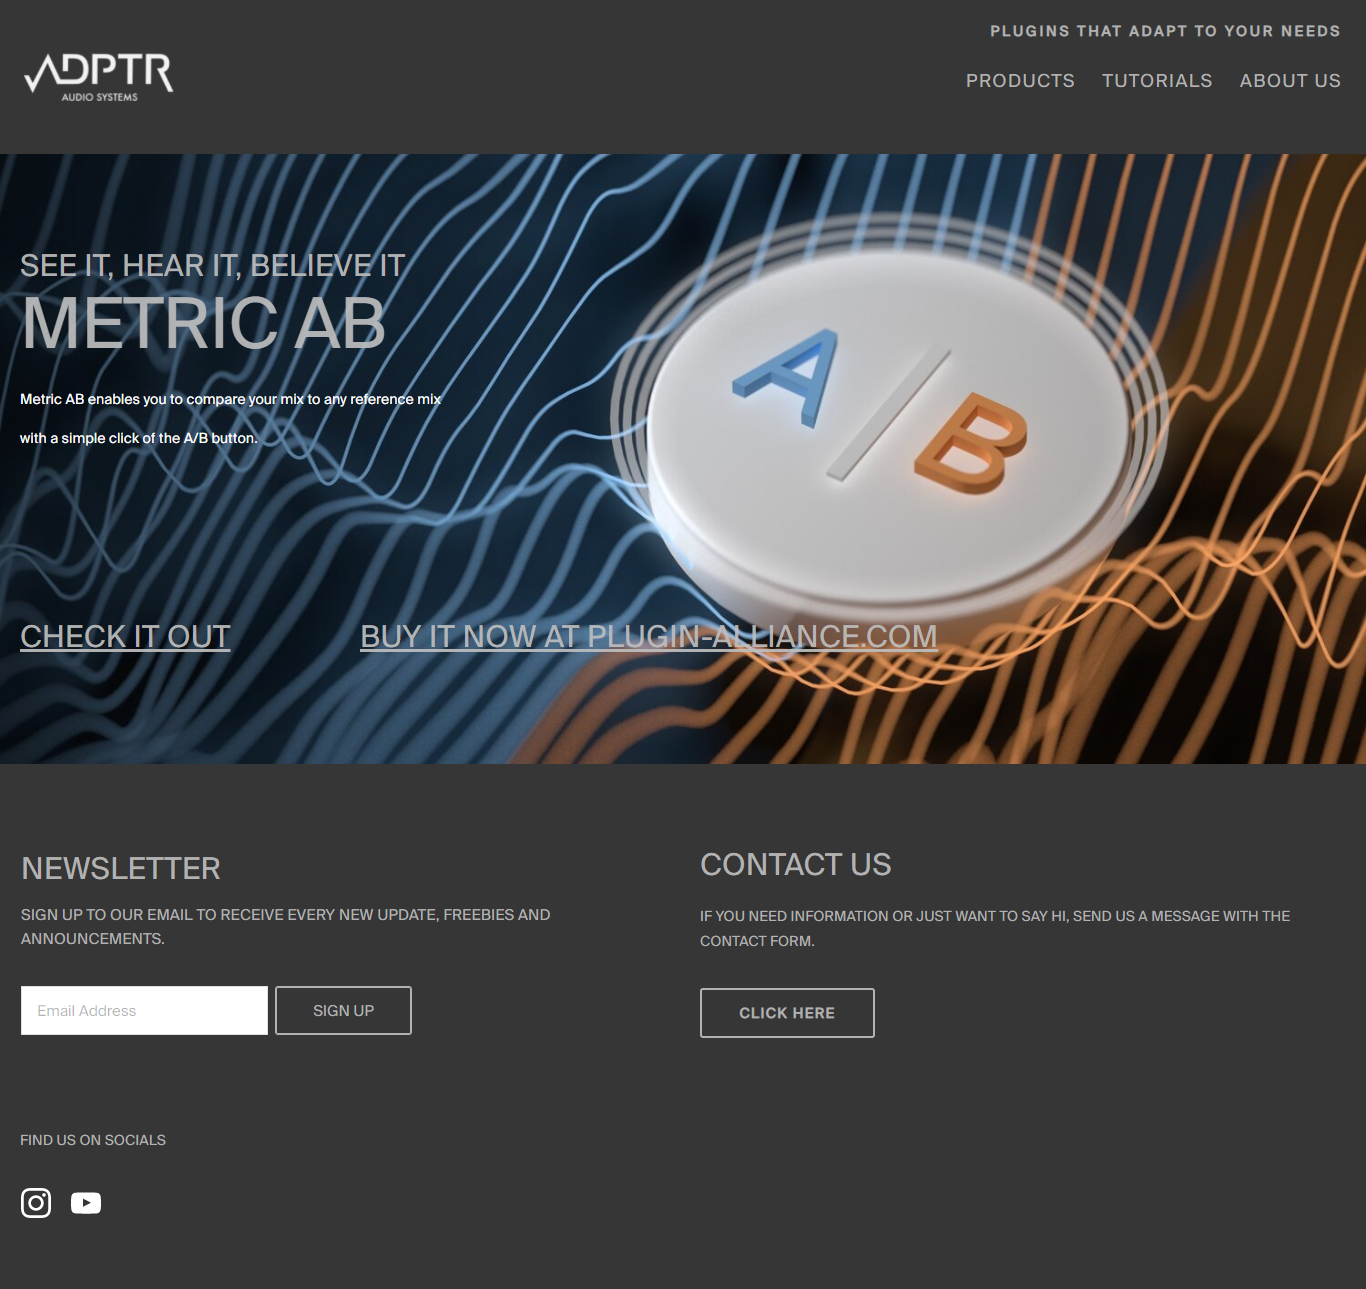 PLUGINS THAT ADAPT TO YOUR NEEDS
ADPTR
AUDIO SYSTEMS
PRODUCTS TUTORIALS ABOUT US
SEE IT, HEAR IT, BELIEVE IT
METRIC AB
Metric AB enables you to compare your mix to any reference mix
with a simple click of the A/B button.
A/B
CHECK IT OUT
BUY IT NOW AT PLUGIN-ALLIANCE.COM
NEWSLETTER
SIGN UP TO OUR EMAIL TO RECEIVE EVERY NEW UPDATE, FREEBIES AND
ANNOUNCEMENTS.
Email Address
SIGN UP
CONTACT US
IF YOU NEED INFORMATION OR JUST WANT TO SAY HI, SEND US A MESSAGE WITH THE
CONTACT FORM.
CLICK HERE
FIND US ON SOCIALS